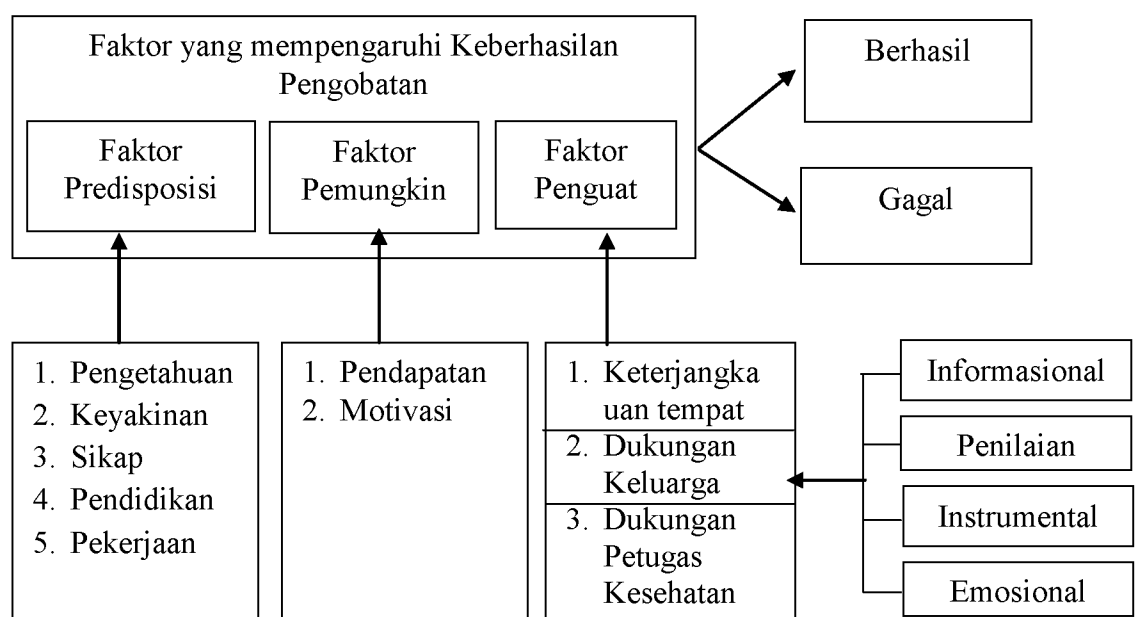 Faktor yang mempengaruhi Keberhasilan
Pengobatan
Faktor
Predisposisi
Faktor
Pemungkin
Faktor
Penguat
Berhasil
Gagal
1. Pengetahuan
2. Keyakinan
3. Sikap
4. Pendidikan
5. Pekerjaan
1. Pendapatan
2. Motivasi
1. Keterjangka
uan tempat
2. Dukungan
Keluarga
3. Dukungan
Petugas
Kesehatan
Informasional
Penilaian
Instrumental
Emosional